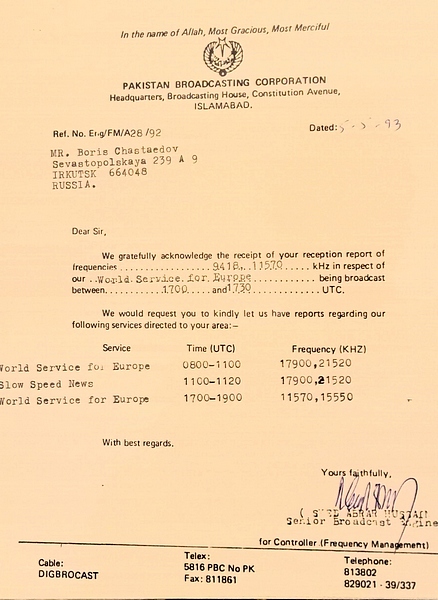 In the name of Allah, Most Gracious, Most Merciful
PAKISTAN BROADCASTING CORPORATION
Headquarters, Broadcasting House, Constitution Avenue,
ISLAMABAD.
Ref. No. Eng/FM/A28/92
Dated: 5-5-93
MR. Boris Chastaedov
Sevastopolskaya 239 A 9
IRKUTSK 664048
RUSSIA.
Dear Sir,
We gratefully acknowledge the receipt of your reception report of
frequencies ................ 9418, 11570 ...... kHz in respect of
our ..World Service for Europe ............ being broadcast
between ........ 1700 ..... and 1730 ............ UTC.
We would request you to kindly let us have reports regarding our
following services directed to your area:–
Service Time (UTC) Frequency (KHZ)
World Service for Europe 0800-1100 17900,21520
Slow Speed News 1100-1120 17900,21520
World Service for Europe 1700-1900 11570,15550
With best regards.
Yours faithfully,
( SYED ABRAR HUSSAIN
Senior Broadcast Engine
for Controller (Frequency Management)
Cable:
DIGBROCAST
Telex:
5816 PBC No PK
Fax: 811861
Telephone:
813802
829021 - 39/337